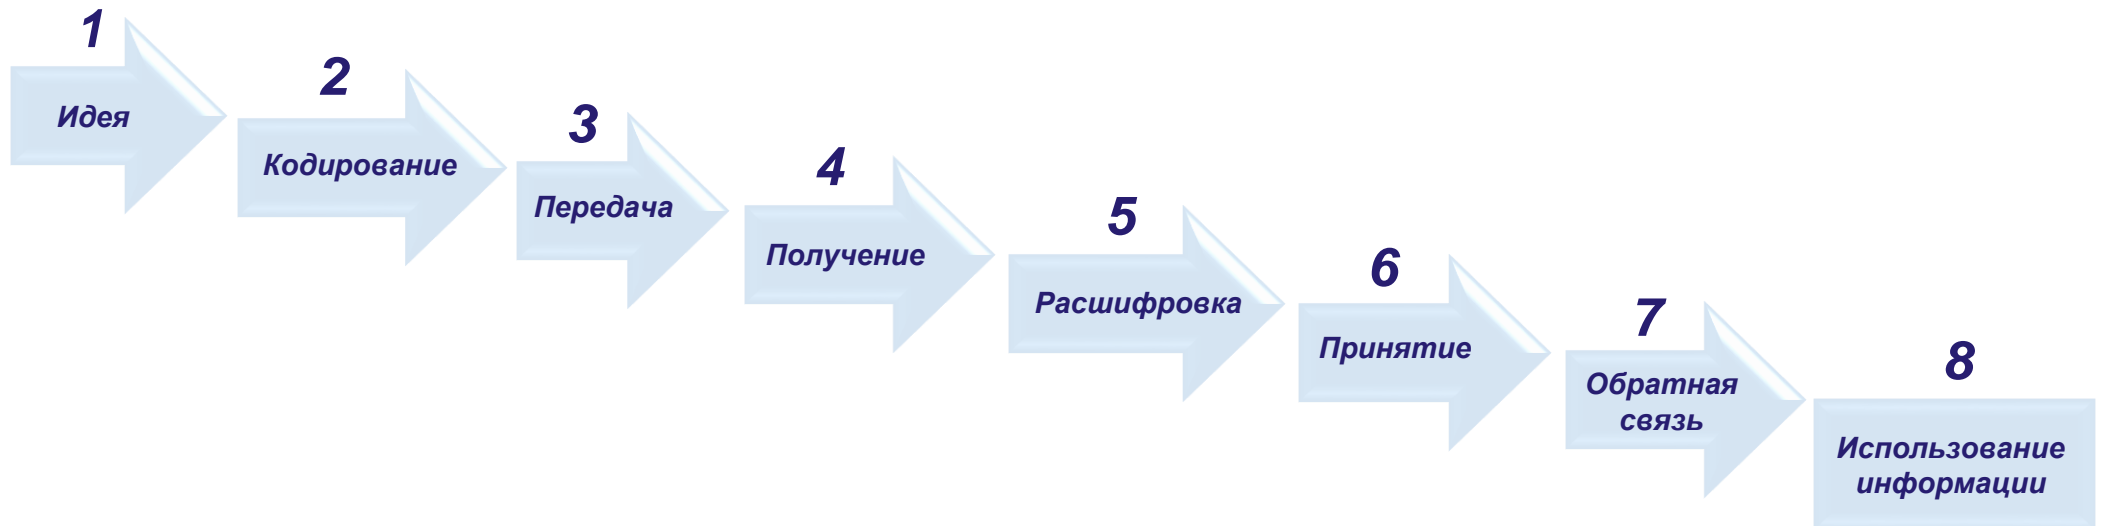 1
Идея
2
Кодирование
3
Передача
4
Получение
5
Расшифровка
6
Принятие
7
Обратная
связь
8
Использование
информации